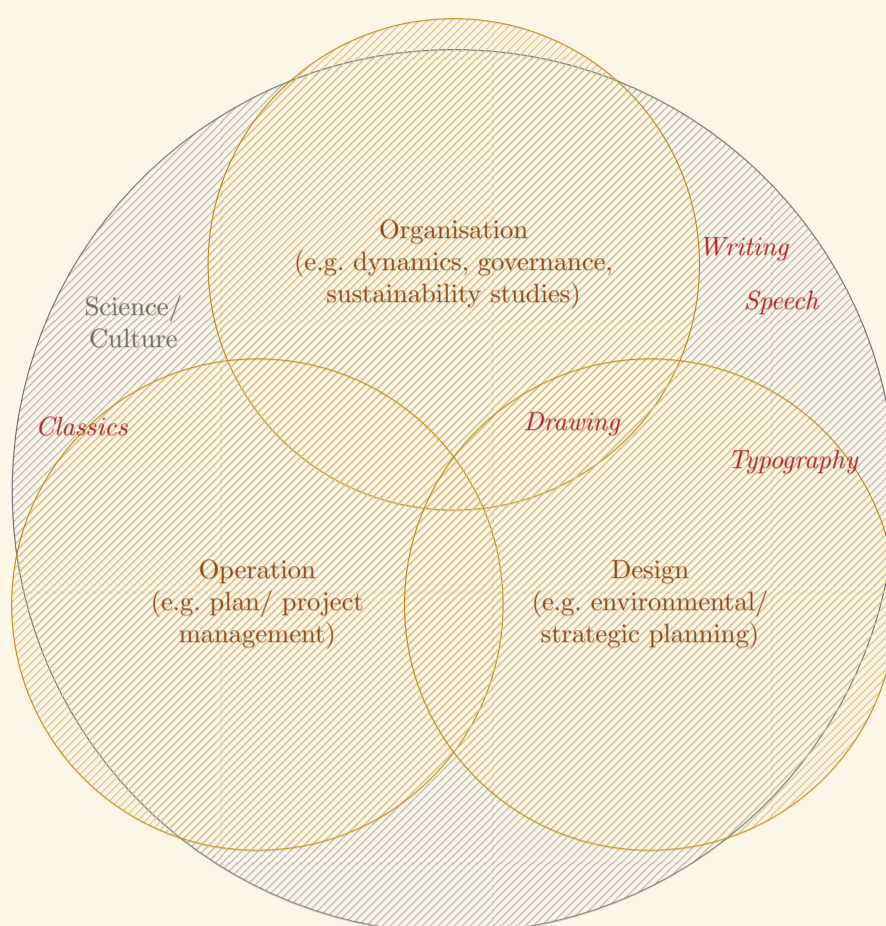 Organisation
(e.g. dynamics, governance,
sustainability studies)
Writing
Speech
Science/
Culture
Classics
Drawing
Typography
Operation
(e.g. plan/ project
management)
Design
(e.g. environmental/
strategic planning)